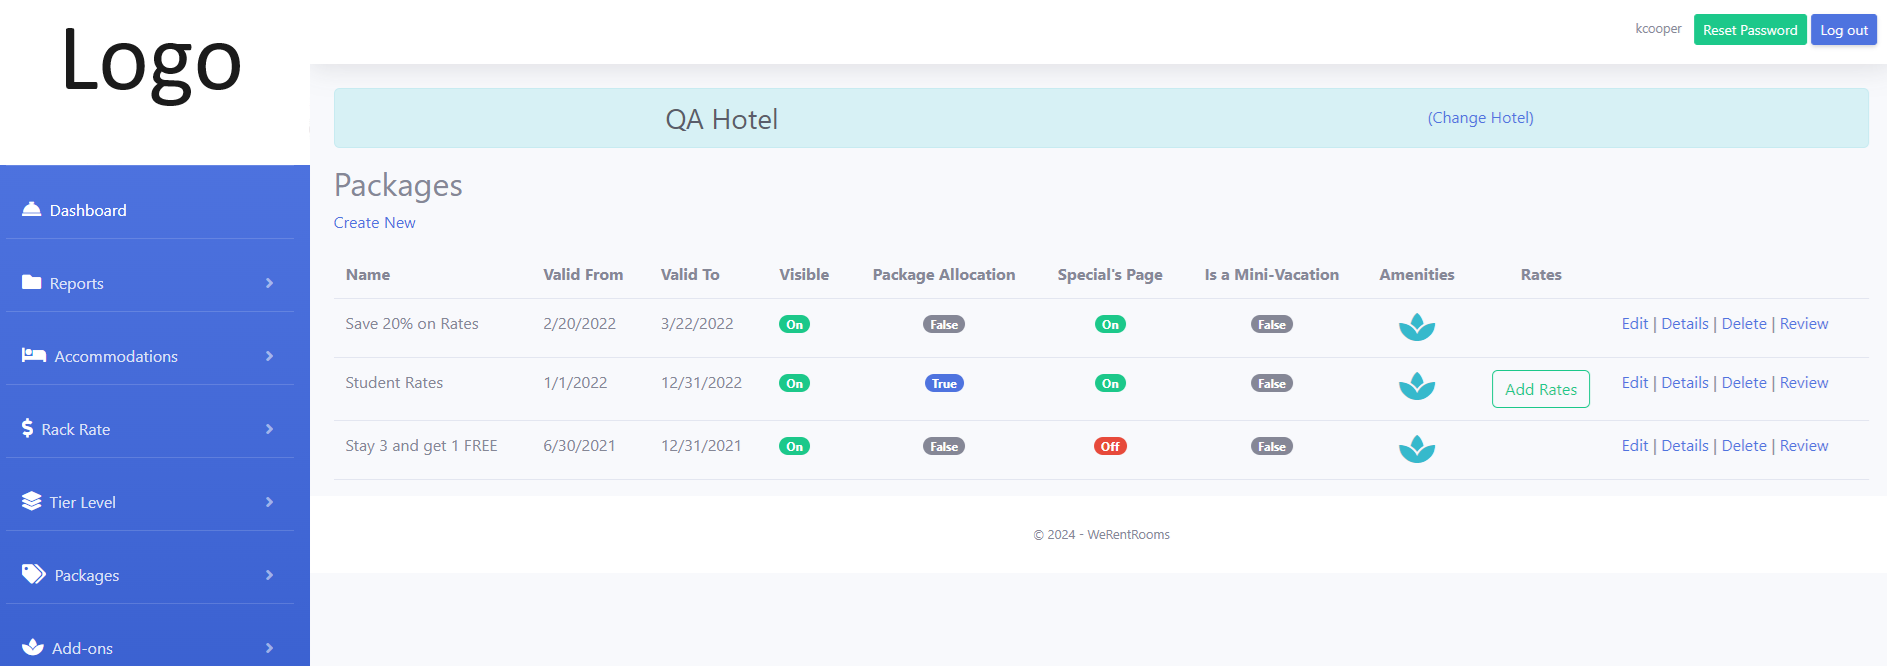 Logo
kcooper Reset Password Log out
QA Hotel (Change Hotel)
Packages
Create New
Dashboard
Reports
Accommodations
Rack Rate
Tier Level
Packages
Add-ons
Name Valid From Valid To Visible Package Allocation Special's Page Is a Mini-Vacation Amenities Rates
Save 20% on Rates 2/20/2022 3/22/2022 On False On False Edit | Details | Delete | Review
Student Rates 1/1/2022 12/31/2022 On True On False Add Rates Edit | Details | Delete | Review
Stay 3 and get 1 FREE 6/30/2021 12/31/2021 On False Off False Edit | Details | Delete | Review
© 2024 - WeRentRooms